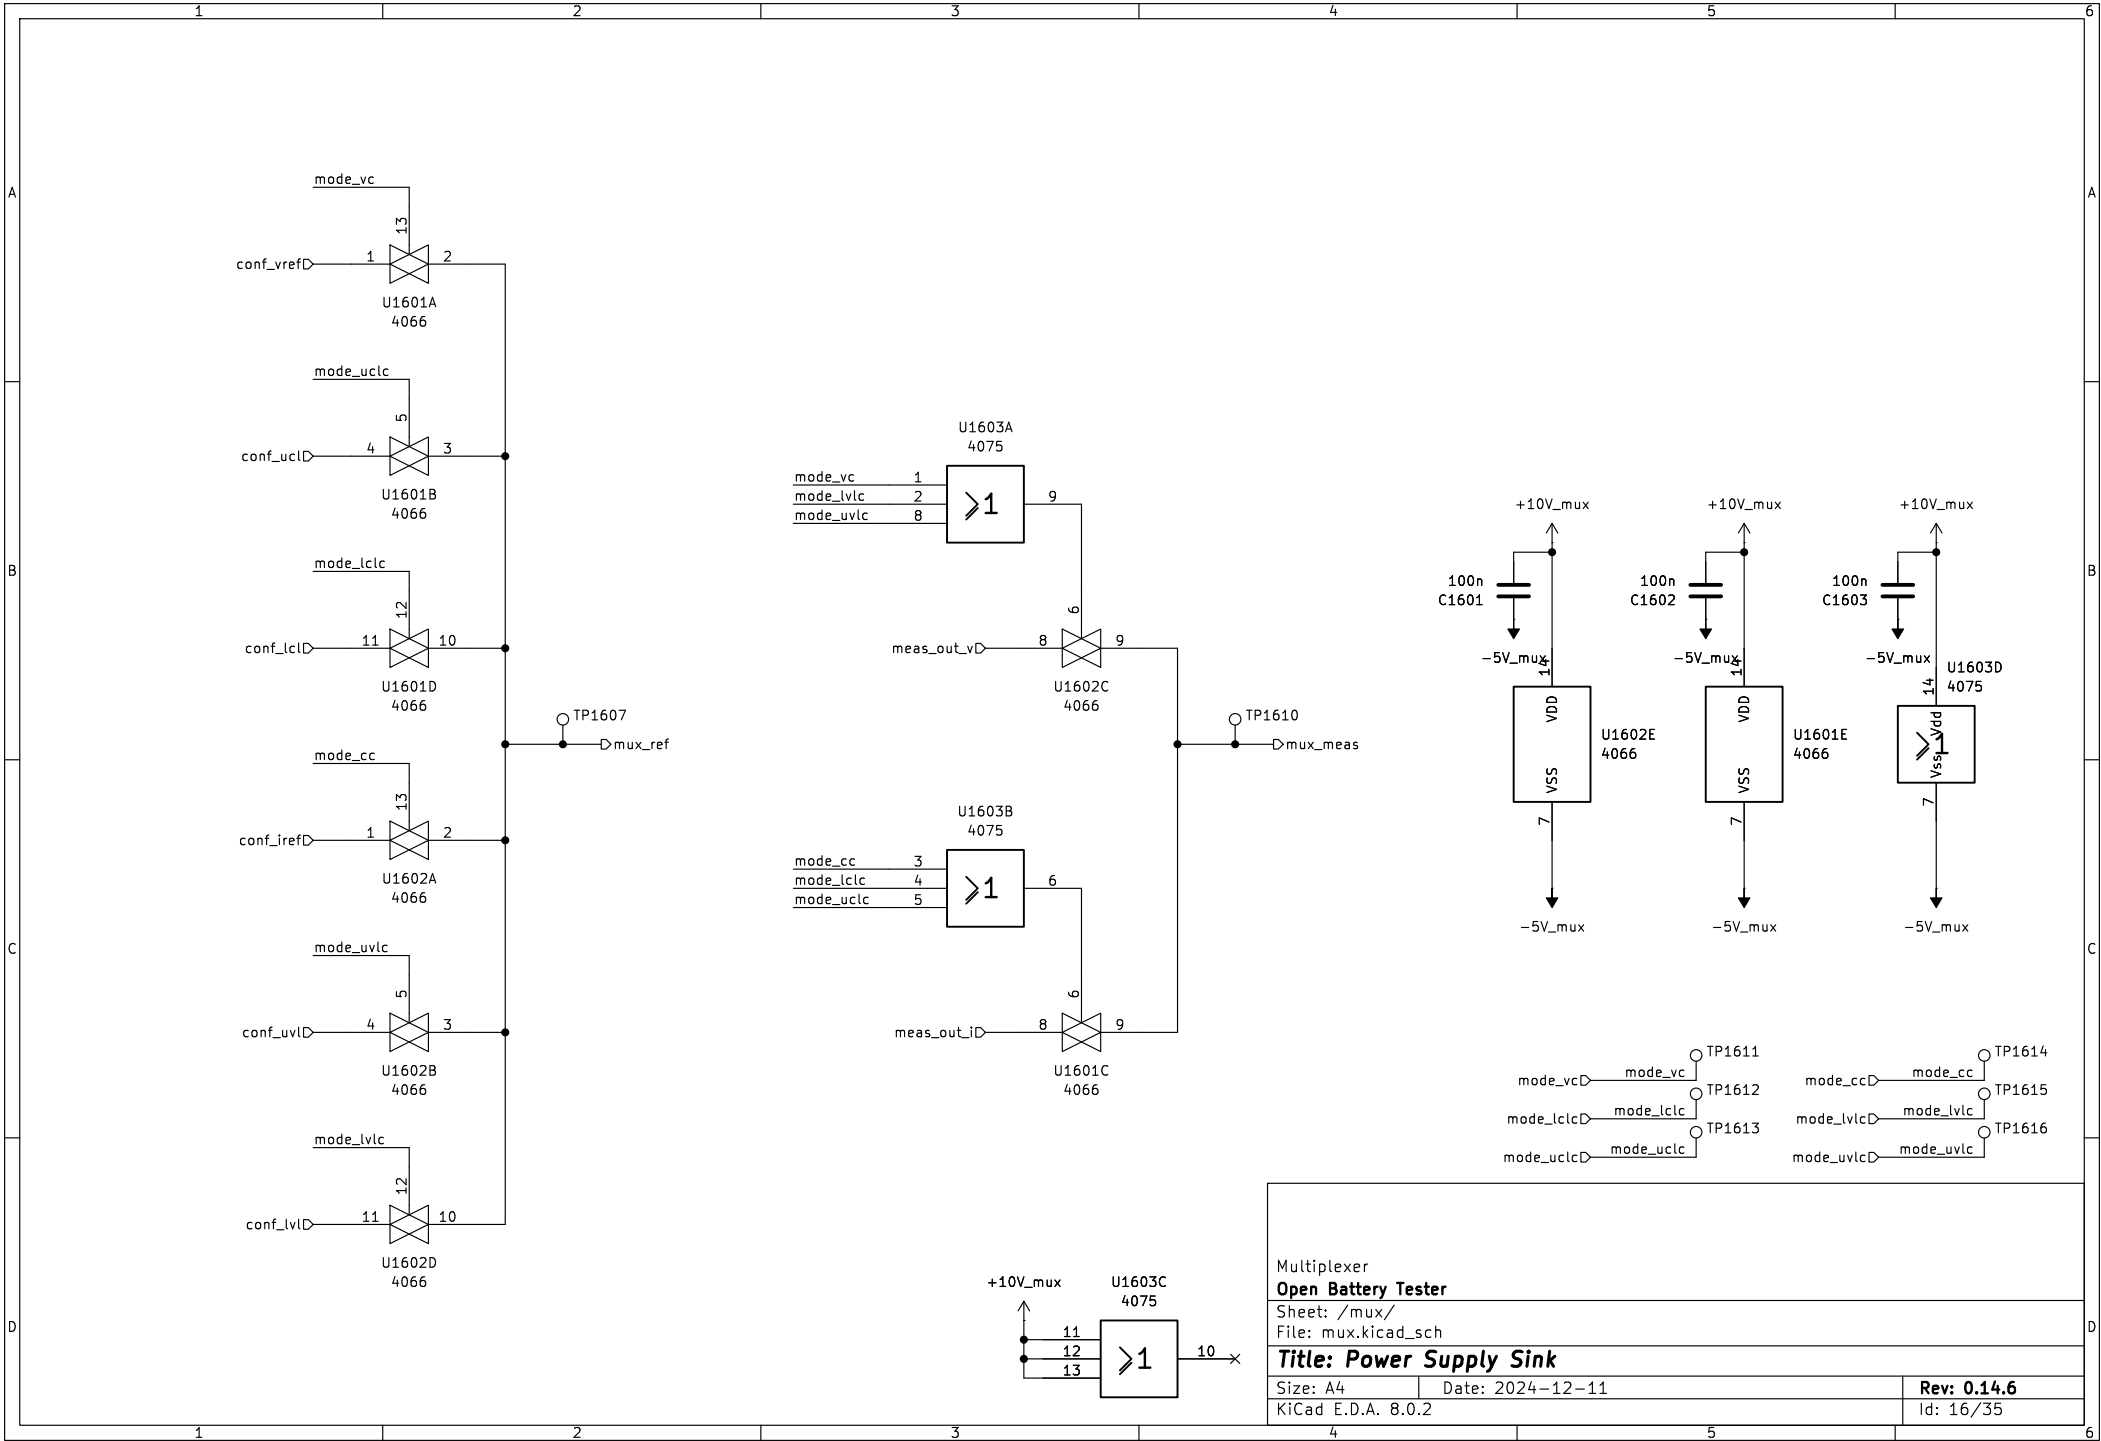 1 2 3 4 5 6
A A
B B
C C
D D
mode_vc
13
conf_vref 1 2
U1601A
4066
mode_uclc
5
conf_ucl 4 3
U1601B
4066
mode_lclc
12
conf_lcl 11 10
U1601D
4066
TP1607
mux_ref
mode_cc
13
conf_iref 1 2
U1602A
4066
mode_uvlc
5
conf_uvl 4 3
U1602B
4066
mode_lvlc
12
conf_lvl 11 10
U1602D
4066
U1603A
4075
mode_vc 1
mode_lvlc 2 ⩾1 9
mode_uvlc 8
6
meas_out_v 8 9
U1602C
4066
TP1610
mux_meas
U1603B
4075
mode_cc 3
mode_lclc 4 ⩾1 6
mode_uclc 5
6
meas_out_i 8 9
U1601C
4066
+10V_mux
U1603C
4075
11
12 ⩾1 10
13
+10V_mux
100n
C1601
-5V_mux
14
VDD
U1602E
4066
VSS
7
-5V_mux
+10V_mux
100n
C1602
-5V_mux
14
VDD
U1601E
4066
VSS
7
-5V_mux
+10V_mux
100n
C1603
-5V_mux
U1603D
4075
14
Vdd
⩾1
Vss
7
-5V_mux
TP1611
mode_vc mode_vc
TP1612
mode_lclc mode_lclc
TP1613
mode_uclc mode_uclc
TP1614
mode_cc mode_cc
TP1615
mode_lvlc mode_lvlc
TP1616
mode_uvlc mode_uvlc
Multiplexer
Open Battery Tester
Sheet: /mux/
File: mux.kicad_sch
Title: Power Supply Sink
Size: A4 Date: 2024-12-11 Rev: 0.14.6
KiCad E.D.A. 8.0.2 Id: 16/35
1 2 3 4 5 6